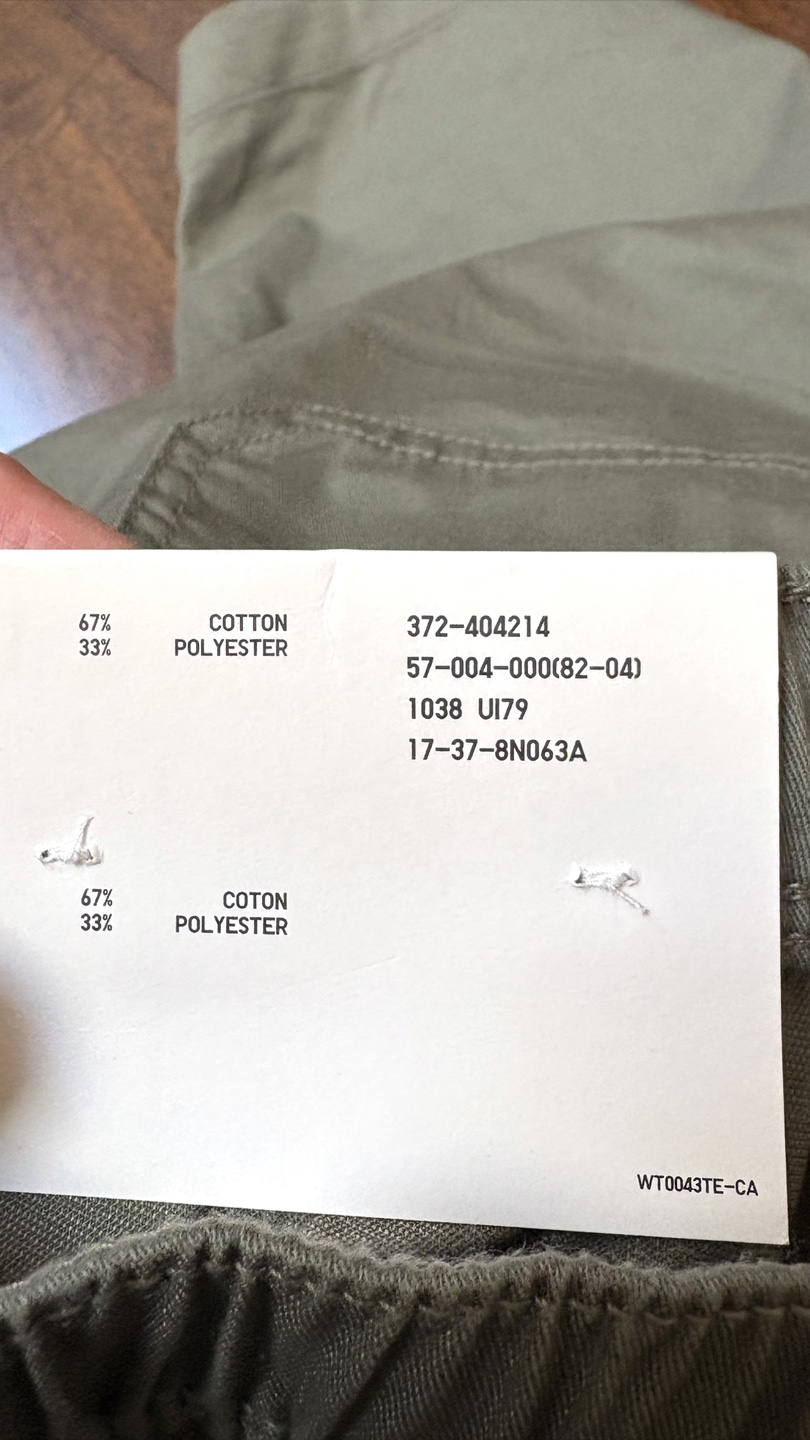 67% COTTON
33% POLYESTER
372-404214
57-004-000(82-04)
1038 UI79
17-37-8N063A
67% COTON
33% POLYESTER
WT0043TE-CA